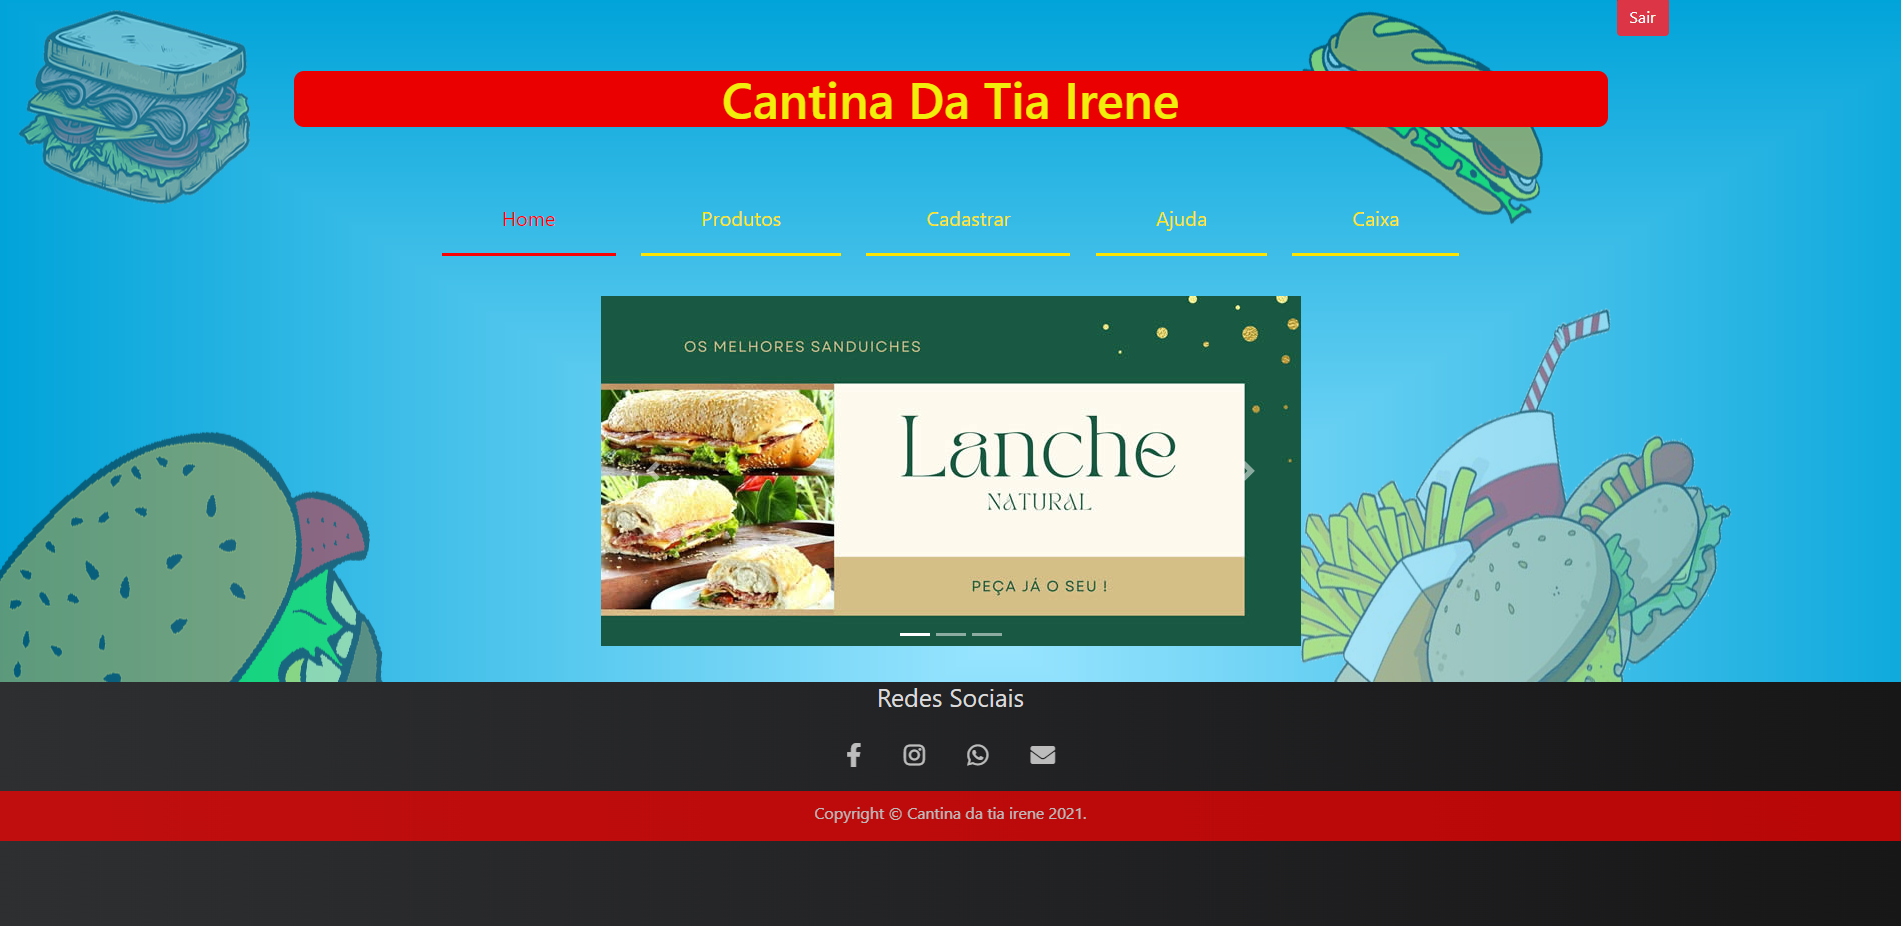 Sair
Cantina Da Tia Irene
Home Produtos Cadastrar Ajuda Caixa
OS MELHORES SANDUICHES
Lanche
NATURAL
PEÇA JÁ O SEU !
Redes Sociais
Copyright © Cantina da tia irene 2021.